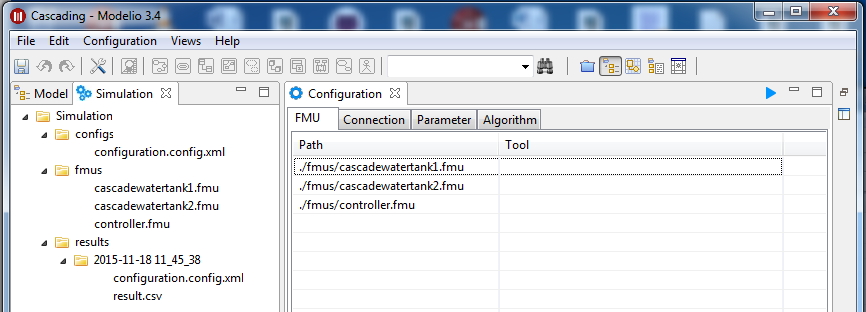 Cascading - Modelio 3.4
File Edit Configuration Views Help
Model Simulation
Simulation
configs
configuration.config.xml
fmus
cascadewatertank1.fmu
cascadewatertank2.fmu
controller.fmu
results
2015-11-18 11_45_38
configuration.config.xml
result.csv
Configuration
FMU Connection Parameter Algorithm
Path Tool
./fmus/cascadewatertank1.fmu
./fmus/cascadewatertank2.fmu
./fmus/controller.fmu